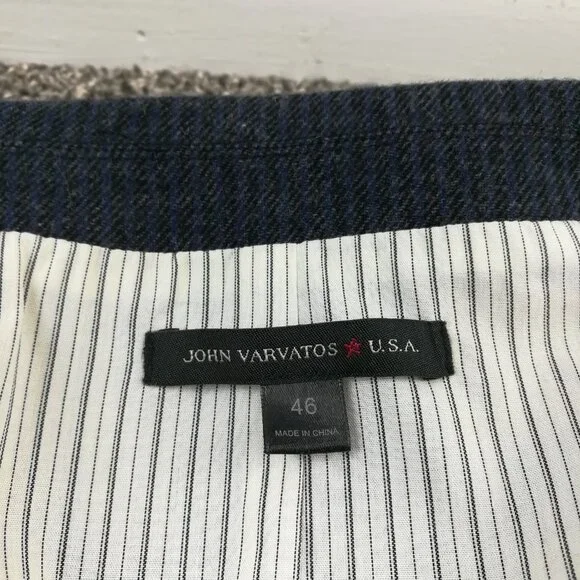 JOHN VARVATOS ★ U.S.A.
46
MADE IN CHINA